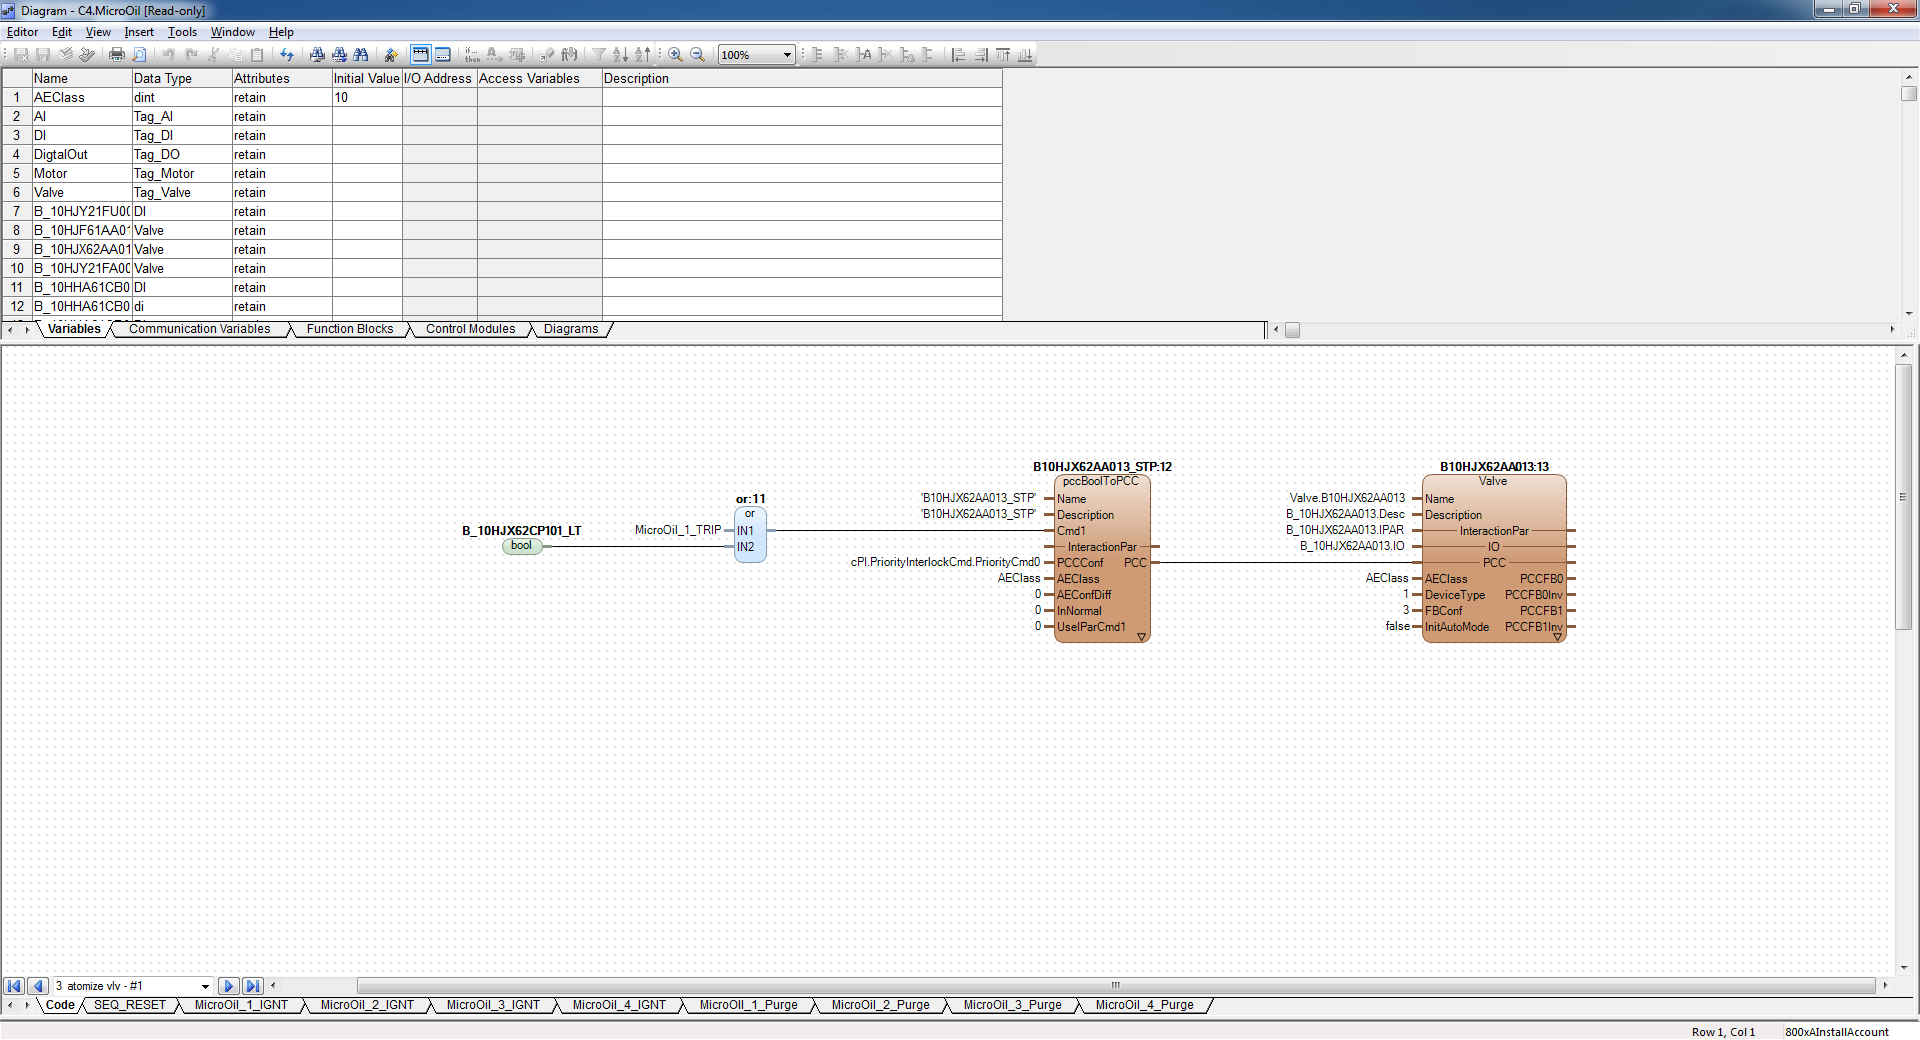 Diagram - C4.MicroOil [Read-only]
Editor Edit View Insert Tools Window Help
if... then
100%
Name Data Type Attributes Initial Value I/O Address Access Variables Description
1 AEClass dint retain 10
2 AI Tag_AI retain
3 DI Tag_DI retain
4 DigtalOut Tag_DO retain
5 Motor Tag_Motor retain
6 Valve Tag_Valve retain
7 B_10HJY21FU00 DI retain
8 B_10HJF61AA01 Valve retain
9 B_10HJX62AA01 Valve retain
10 B_10HJY21FA00 Valve retain
11 B_10HHA61CB0 DI retain
12 B_10HHA61CB0 di retain
Variables Communication Variables Function Blocks Control Modules Diagrams
B10HJX62AA013_STP:12 B10HJX62AA013:13
pccBoolToPCC Valve
or:11 'B10HJX62AA013_STP' Name Valve.B10HJX62AA013 Name
or 'B10HJX62AA013_STP' Description B_10HJX62AA013.Desc Description
B_10HJX62CP101_LT MicroOil_1_TRIP IN1 Cmd1 B_10HJX62AA013.IPAR InteractionPar
bool IN2 InteractionPar B_10HJX62AA013.IO IO
cPI.PriorityInterlockCmd.PriorityCmd0 PCCConf PCC PCC
AEClass AEClass AEClass AEClass PCCFB0
0 AEConfDiff 1 DeviceType PCCFB0Inv
0 InNormal 3 FBConf PCCFB1
0 UseIParCmd1 false InitAutoMode PCCFB1Inv
3 atomize vlv - #1
Code SEQ_RESET MicroOil_1_IGNT MicroOil_2_IGNT MicroOil_3_IGNT MicroOil_4_IGNT MicroOIl_1_Purge MicroOil_2_Purge MicroOil_3_Purge MicroOil_4_Purge
Row 1, Col 1 800xAInstallAccount